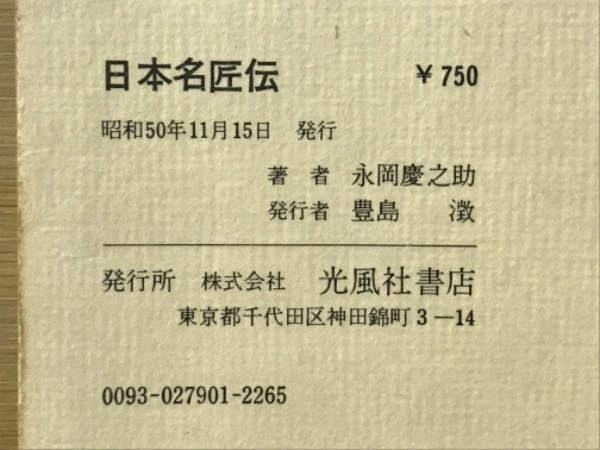 日本名匠伝 ¥750
昭和50年11月15日 発行
著者 永岡慶之助
発行者 豊島 澂
発行所 株式会社 光風社書店
東京都千代田区神田錦町3—14
0093-027901-2265